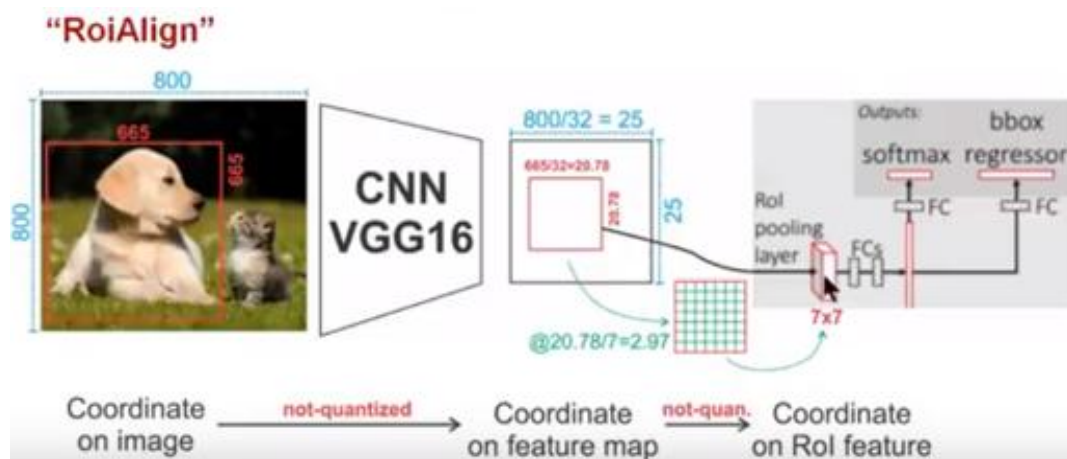 “RoiAlign”
800
800
665
665
CNN
VGG16
800/32 = 25
25
665/32=20.78
20.78
@20.78/7=2.97
Outputs:
softmax
bbox
regressor
FC
FC
RoI
pooling
layer
FCs
7x7
Coordinate
on image
not-quantized
Coordinate
on feature map
not-quan.
Coordinate
on RoI feature